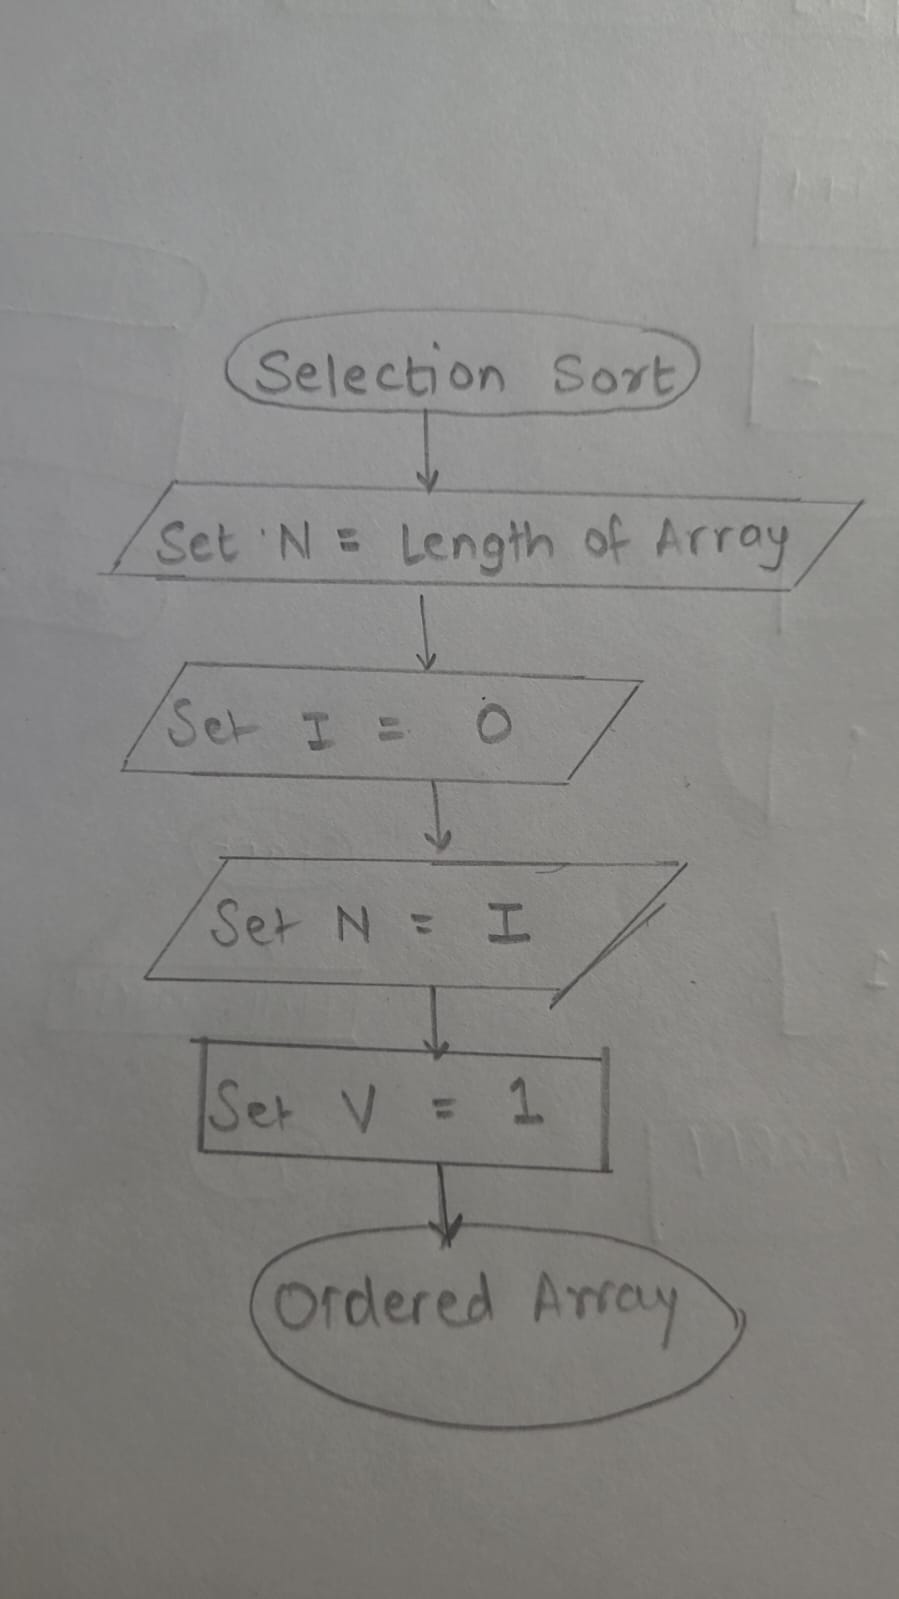 Selection Sort
Set N = Length of Array
Set I = 0
Set N = I
Set V = 1
Ordered Array